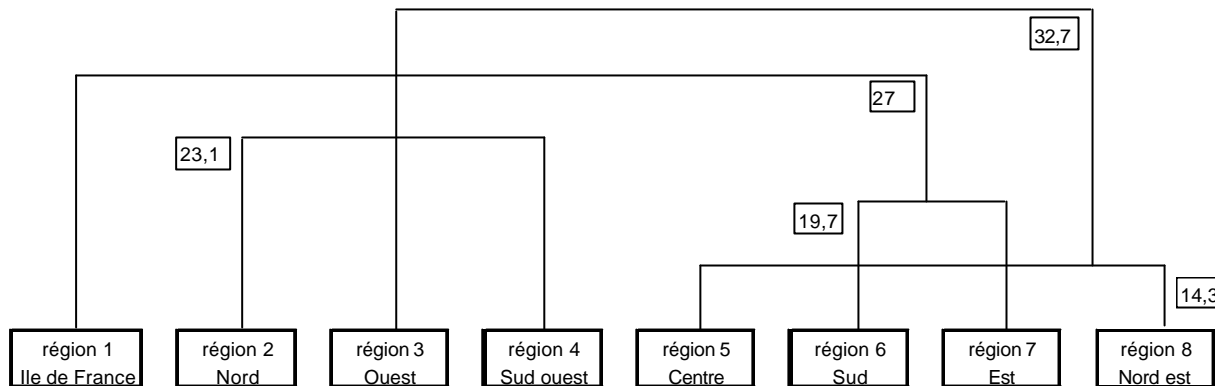 32,7
27
23,1
19,7
14,3
région 1
Ile de France
région 2
Nord
région 3
Ouest
région 4
Sud ouest
région 5
Centre
région 6
Sud
région 7
Est
région 8
Nord est